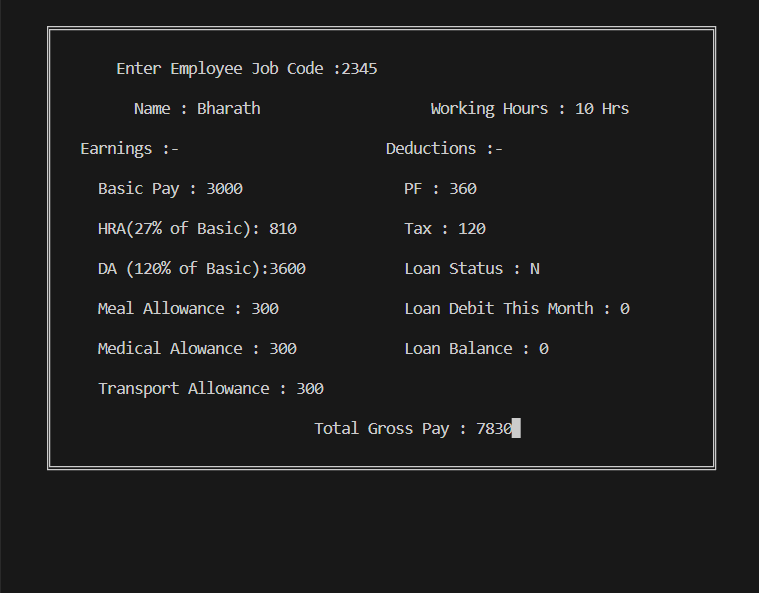 Enter Employee Job Code :2345
Name : Bharath Working Hours : 10 Hrs
Earnings :- Deductions :-
Basic Pay : 3000 PF : 360
HRA(27% of Basic): 810 Tax : 120
DA (120% of Basic):3600 Loan Status : N
Meal Allowance : 300 Loan Debit This Month : 0
Medical Alowance : 300 Loan Balance : 0
Transport Allowance : 300
Total Gross Pay : 7830